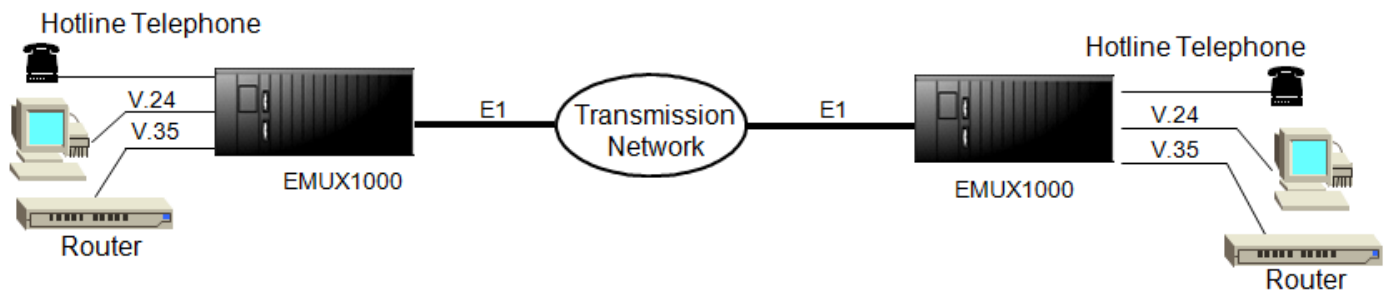 Hotline Telephone
V.24
V.35
Router
EMUX1000
E1
Transmission
Network
E1
EMUX1000
Hotline Telephone
V.24
V.35
Router